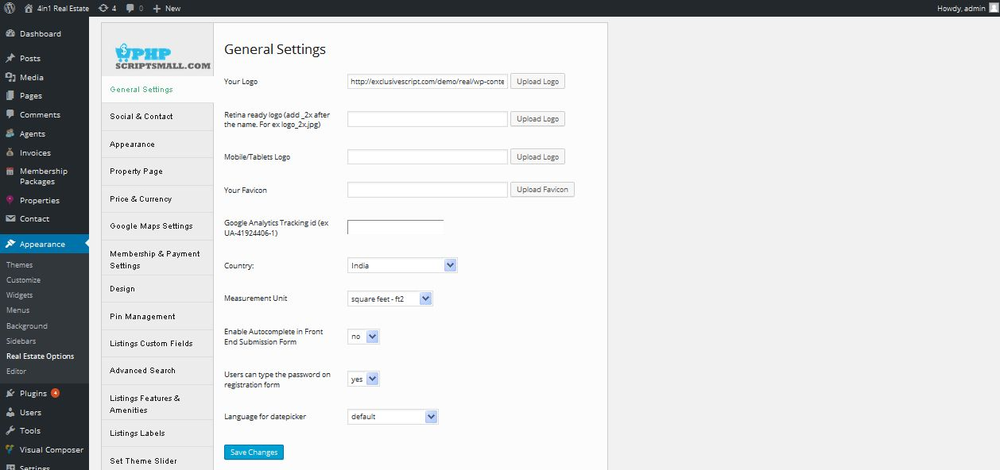 4in1 Real Estate 4 0 New Howdy, admin
Dashboard
Posts
Media
Pages
Comments
Agents
Invoices
Membership
Packages
Properties
Contact
Appearance
Themes
Customize
Widgets
Menus
Background
Sidebars
Real Estate Options
Editor
Plugins 4
Users
Tools
Visual Composer
Settings
$PHP
SCRIPTSMALL.COM
General Settings
Social & Contact
Appearance
Property Page
Price & Currency
Google Maps Settings
Membership & Payment
Settings
Design
Pin Management
Listings Custom Fields
Advanced Search
Listings Features &
Amenities
Listings Labels
Set Theme Slider
General Settings
Your Logo http://exclusivescript.com/demo/real/wp-conte Upload Logo
Retina ready logo (add _2x after
the name. For ex logo_2x.jpg) Upload Logo
Mobile/Tablets Logo Upload Logo
Your Favicon Upload Favicon
Google Analytics Tracking id (ex
UA-41924406-1)
Country: India
Measurement Unit square feet - ft2
Enable Autocomplete in Front
End Submission Form no
Users can type the password on
registration form yes
Language for datepicker default
Save Changes